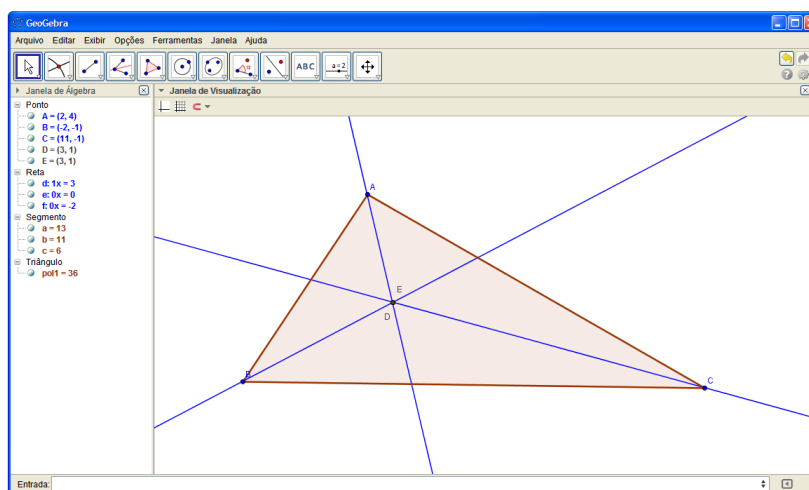 GeoGebra
Arquivo Editar Exibir Opções Ferramentas Janela Ajuda
ABC
a = 2
Janela de Álgebra
Janela de Visualização
Ponto
A = (2, 4)
B = (-2, -1)
C = (11, -1)
D = (3, 1)
E = (3, 1)
Reta
d: 1x = 3
e: 0x = 0
f: 0x = -2
Segmento
a = 13
b = 11
c = 6
Triângulo
pol1 = 36
A
E
D
B
C
Entrada: